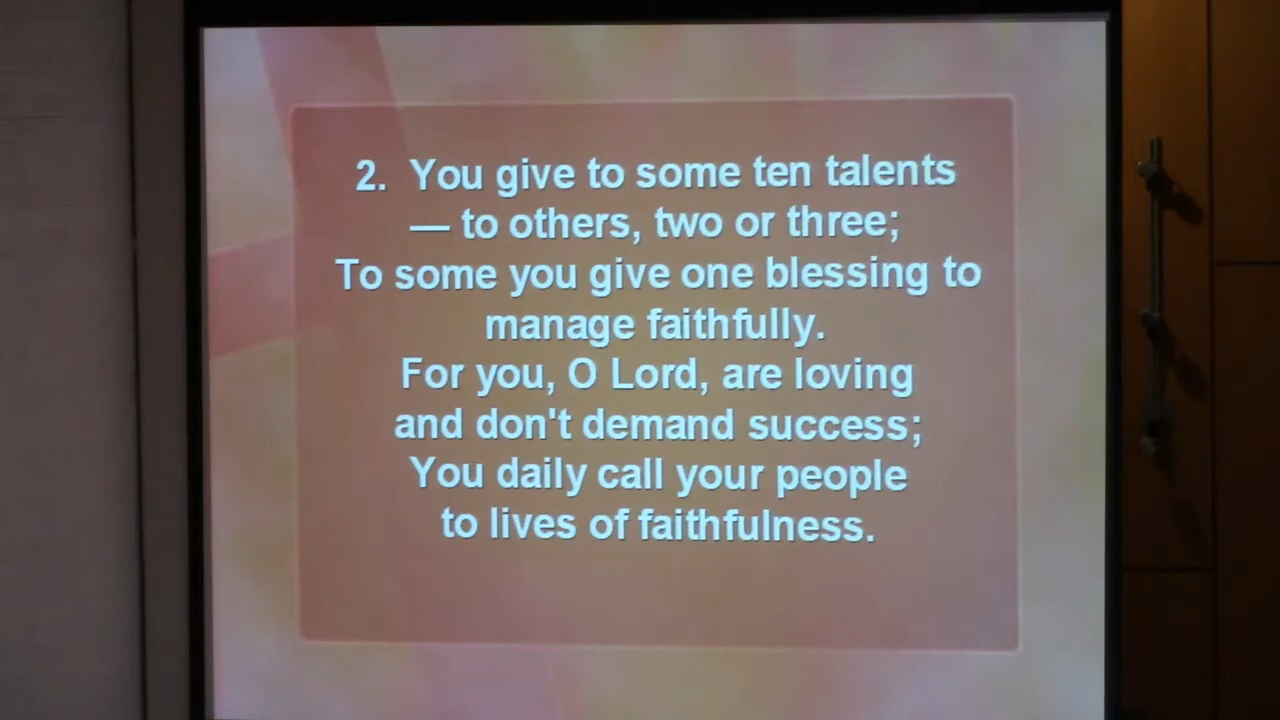 2. You give to some ten talents
— to others, two or three;
To some you give one blessing to
manage faithfully.
For you, O Lord, are loving
and don't demand success;
You daily call your people
to lives of faithfulness.